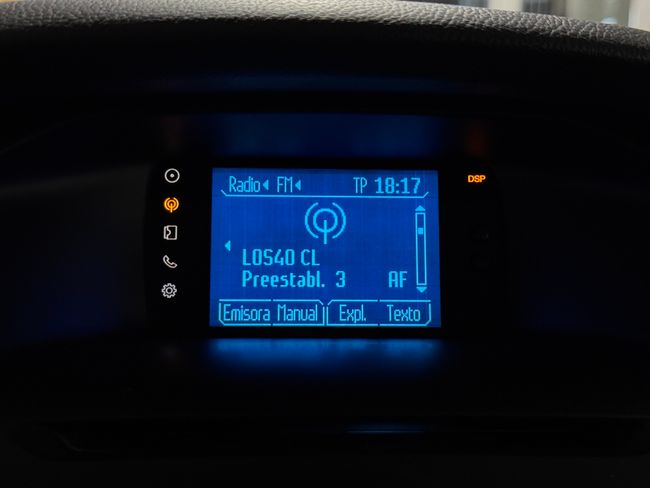 Radio FM TP 18:17
DSP
LOS40 CL
Preestabl. 3 AF
Emisora Manual Expl. Texto